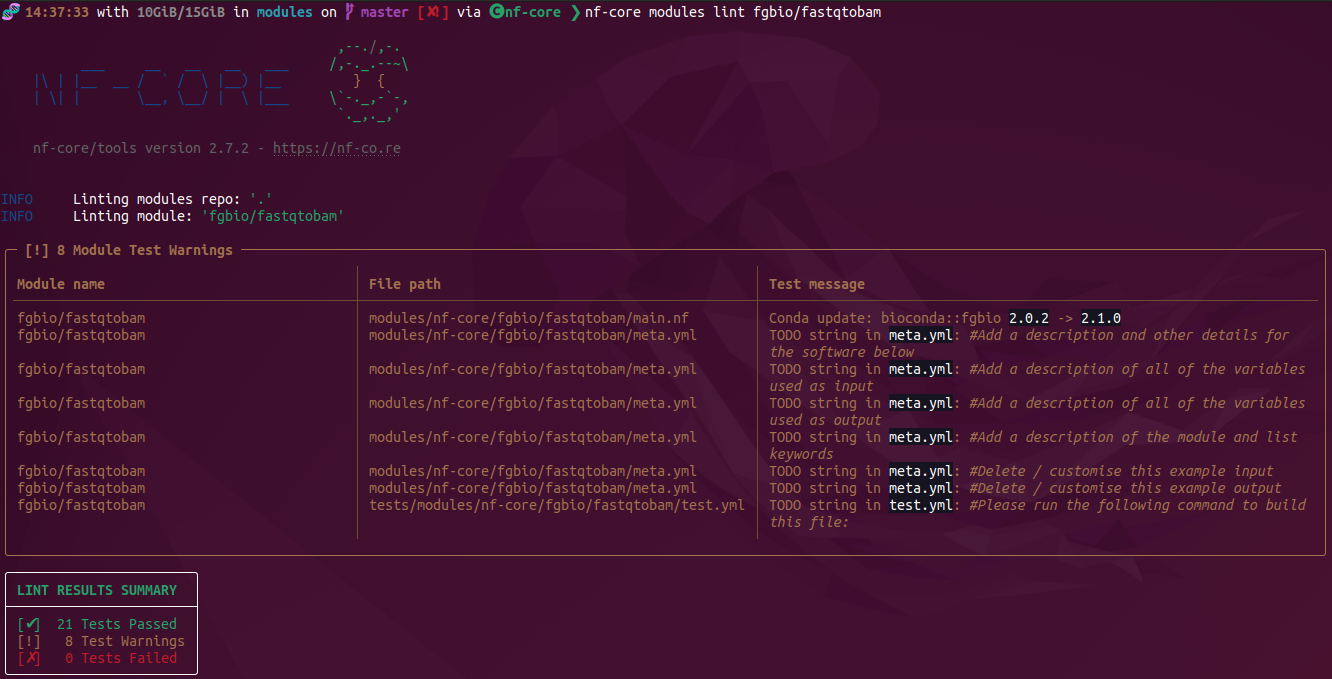 14:37:33 with 10GiB/15GiB in modules on master [✘!] via C nf-core ❯ nf-core modules lint fgbio/fastqtobam
NF-CORE
nf-core/tools version 2.7.2 - https://nf-co.re
INFO Linting modules repo: '.'
INFO Linting module: 'fgbio/fastqtobam'
[!] 8 Module Test Warnings
Module name File path Test message
fgbio/fastqtobam modules/nf-core/fgbio/fastqtobam/main.nf Conda update: bioconda::fgbio 2.0.2 -> 2.1.0
fgbio/fastqtobam modules/nf-core/fgbio/fastqtobam/meta.yml TODO string in meta.yml: #Add a description and other details for
the software below
fgbio/fastqtobam modules/nf-core/fgbio/fastqtobam/meta.yml TODO string in meta.yml: #Add a description of all of the variables
used as input
fgbio/fastqtobam modules/nf-core/fgbio/fastqtobam/meta.yml TODO string in meta.yml: #Add a description of all of the variables
used as output
fgbio/fastqtobam modules/nf-core/fgbio/fastqtobam/meta.yml TODO string in meta.yml: #Add a description of the module and list
keywords
fgbio/fastqtobam modules/nf-core/fgbio/fastqtobam/meta.yml TODO string in meta.yml: #Delete / customise this example input
fgbio/fastqtobam modules/nf-core/fgbio/fastqtobam/meta.yml TODO string in meta.yml: #Delete / customise this example output
fgbio/fastqtobam tests/modules/nf-core/fgbio/fastqtobam/test.yml TODO string in test.yml: #Please run the following command to build
this file:
LINT RESULTS SUMMARY
[✔] 21 Tests Passed
[!] 8 Test Warnings
[✗] 0 Tests Failed